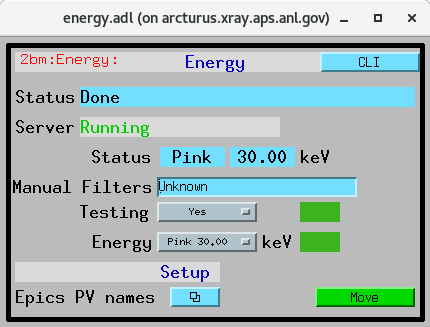 energy.adl (on arcturus.xray.aps.anl.gov)
2bm:Energy: Energy CLI
Status Done
Server Running
Status Pink 30.00 keV
Manual Filters Unknown
Testing Yes
Energy Pink 30.00 keV
Setup
Epics PV names Move